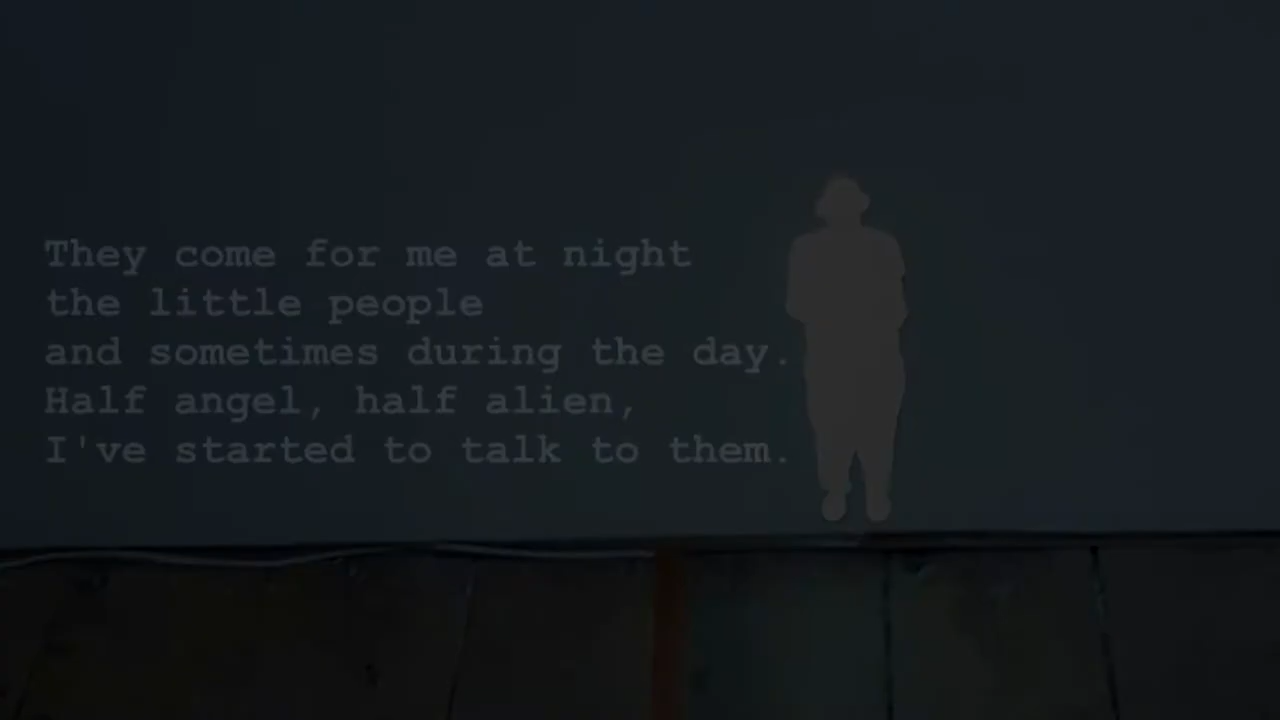 They come for me at night
the little people
and sometimes during the day.
Half angel, half alien,
I've started to talk to them.